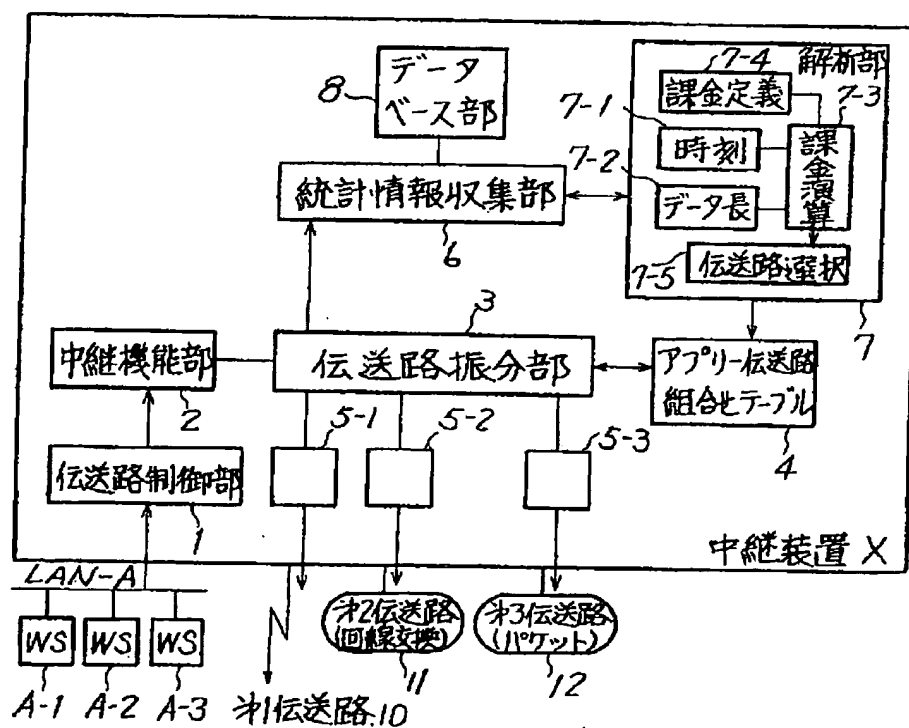 データ
ベース部
8
解析部
7-4
課金定義
7-3
7-1
時刻
課金演算
7-2
データ長
統計情報収集部
6
7-5
伝送路選択
7
3
中継機能部
2
伝送路振分部
アプリー伝送路
組合せテーブル
4
5-1
5-2
5-3
伝送路制御部
1
中継装置 X
LAN-A
WS
WS
WS
A-1
A-2
A-3
才1伝送路10
才2伝送路
(回線交換)
11
才3伝送路
(パケット)
12